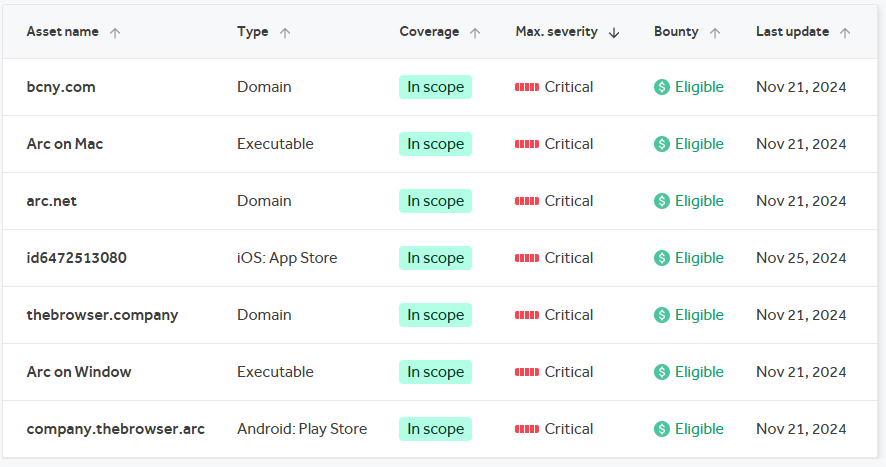 Asset name Type Coverage Max. severity Bounty Last update
bcny.com Domain In scope Critical Eligible Nov 21, 2024
Arc on Mac Executable In scope Critical Eligible Nov 21, 2024
arc.net Domain In scope Critical Eligible Nov 21, 2024
id6472513080 iOS: App Store In scope Critical Eligible Nov 25, 2024
thebrowser.company Domain In scope Critical Eligible Nov 21, 2024
Arc on Window Executable In scope Critical Eligible Nov 21, 2024
company.thebrowser.arc Android: Play Store In scope Critical Eligible Nov 21, 2024